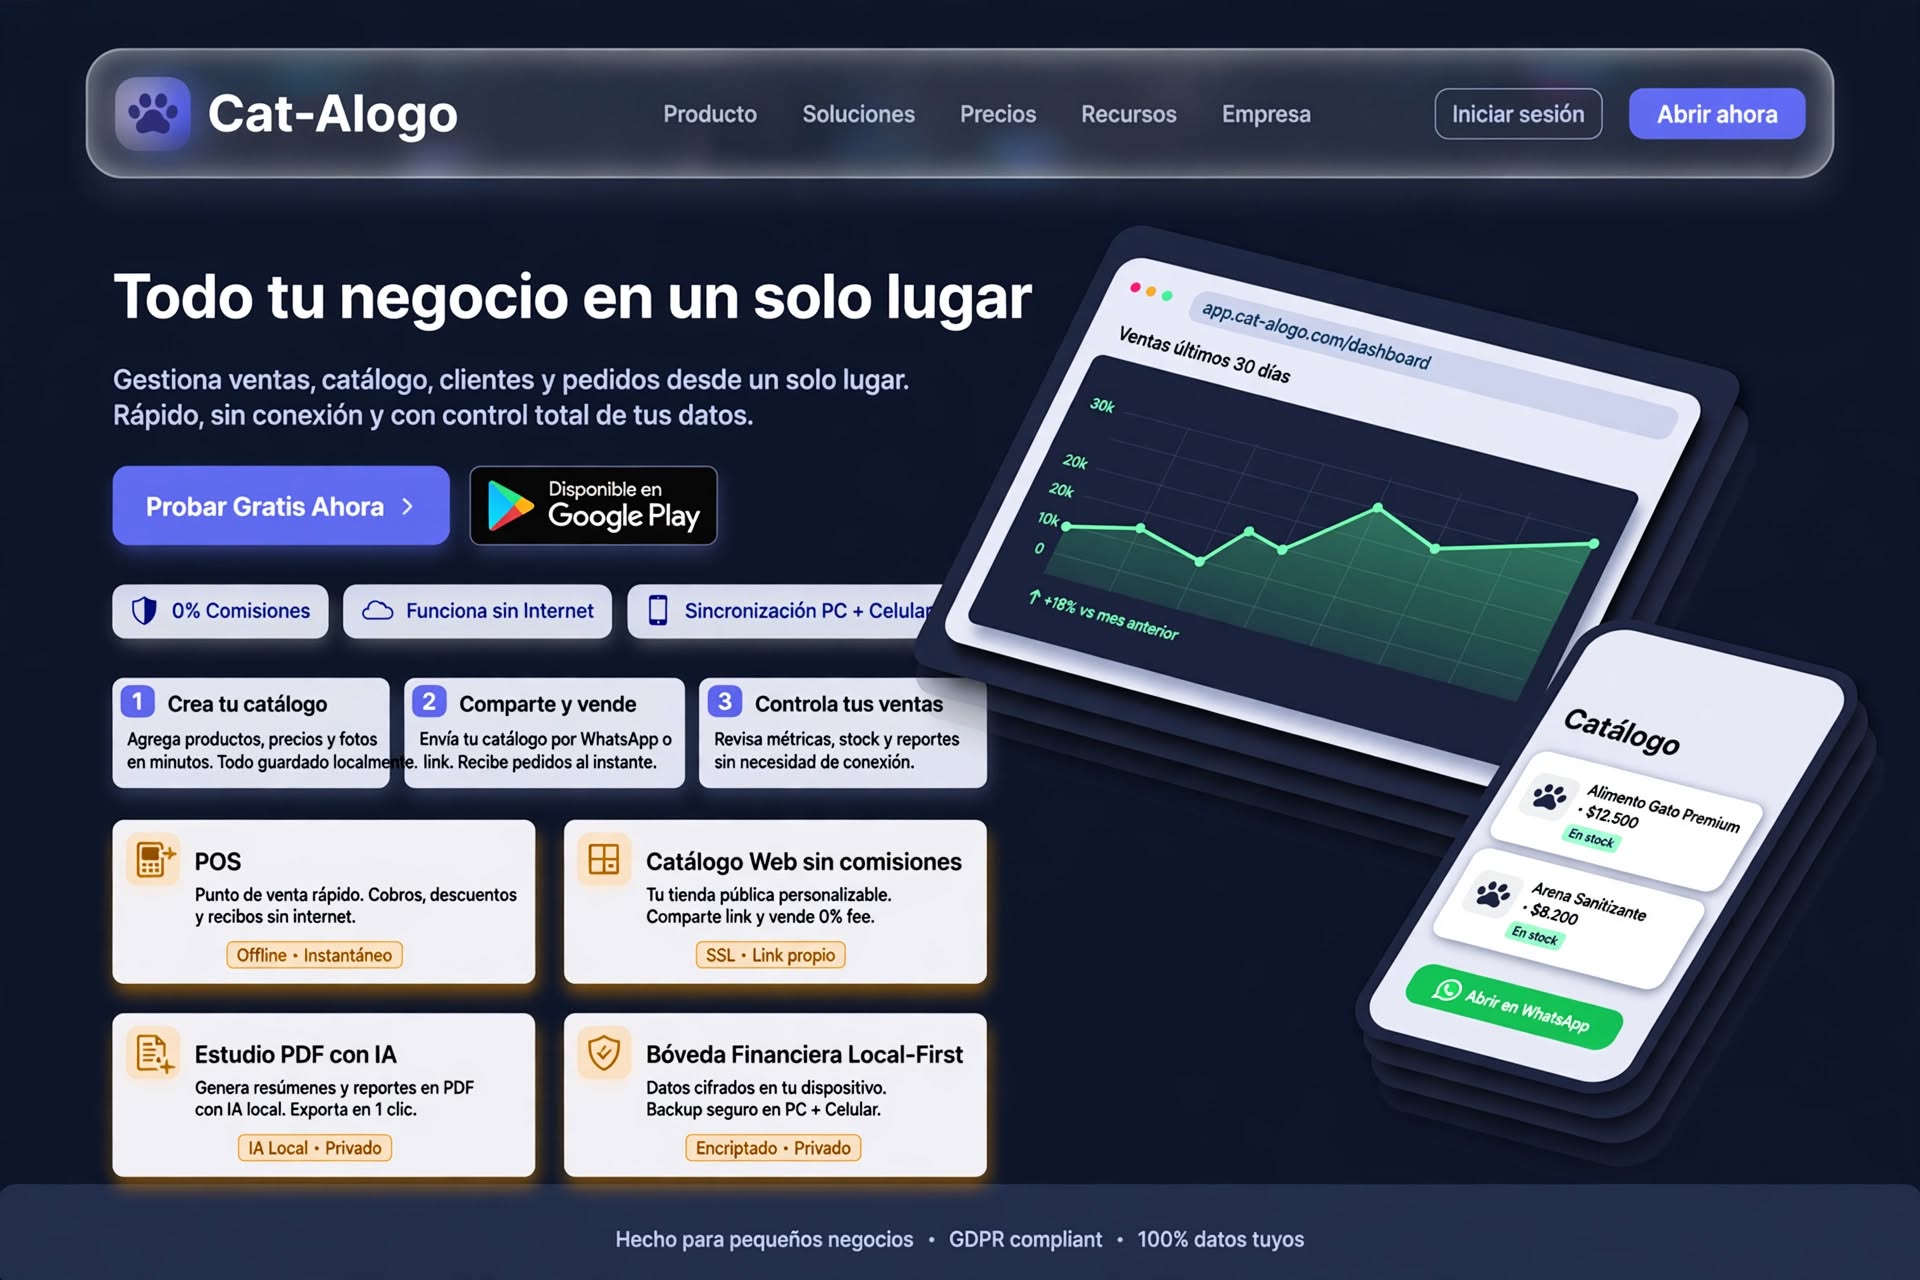 Cat-Alogo
Producto
Soluciones
Precios
Recursos
Empresa
Iniciar sesión
Abrir ahora
Todo tu negocio en un solo lugar
Gestiona ventas, catálogo, clientes y pedidos desde un solo lugar.
Rápido, sin conexión y con control total de tus datos.
Probar Gratis Ahora
Disponible en
Google Play
0% Comisiones
Funciona sin Internet
Sincronización PC + Celular
1 Crea tu catálogo
Agrega productos, precios y fotos
en minutos. Todo guardado localmente.
2 Comparte y vende
Envía tu catálogo por WhatsApp o
link. Recibe pedidos al instante.
3 Controla tus ventas
Revisa métricas, stock y reportes
sin necesidad de conexión.
POS
Punto de venta rápido. Cobros, descuentos
y recibos sin internet.
Offline • Instantáneo
Catálogo Web sin comisiones
Tu tienda pública personalizable.
Comparte link y vende 0% fee.
SSL • Link propio
Estudio PDF con IA
Genera resúmenes y reportes en PDF
con IA local. Exporta en 1 clic.
IA Local • Privado
Bóveda Financiera Local-First
Datos cifrados en tu dispositivo.
Backup seguro en PC + Celular.
Encriptado • Privado
app.cat-alogo.com/dashboard
Ventas últimos 30 días
30k
20k
20k
10k
0
↑ +18% vs mes anterior
Catálogo
Alimento Gato Premium
• $12.500
En stock
Arena Sanitizante
• $8.200
En stock
Abrir en WhatsApp
Hecho para pequeños negocios • GDPR compliant • 100% datos tuyos